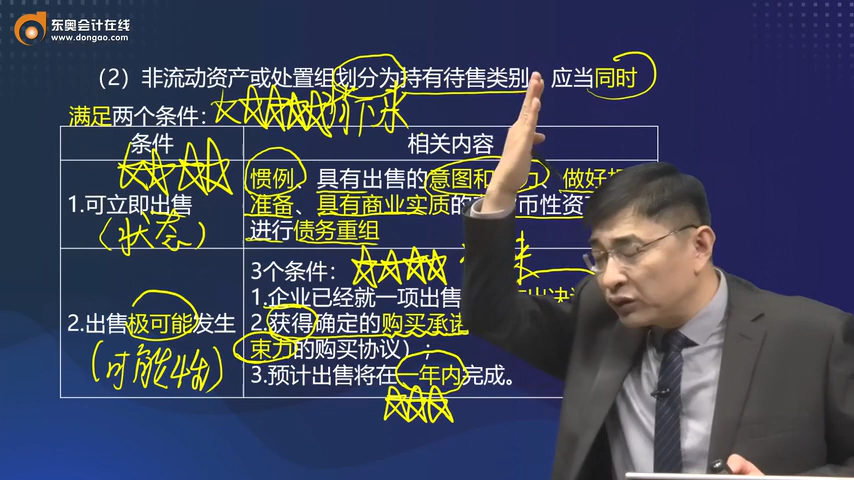 东奥会计在线
www.dongao.com
（2）非流动资产或处置组划分为持有待售类别，应当同时
满足两个条件：
条件
相关内容
1.可立即出售
（状态）
惯例、具有出售的意图和 力、做好
准备、具有商业实质的 币性资
进行债务重组
2.出售极可能发生
（可能性）
3个条件：
1.企业已经就一项出售
2.获得确定的购买承诺
束力的购买协议）；
3.预计出售将在一年内完成。